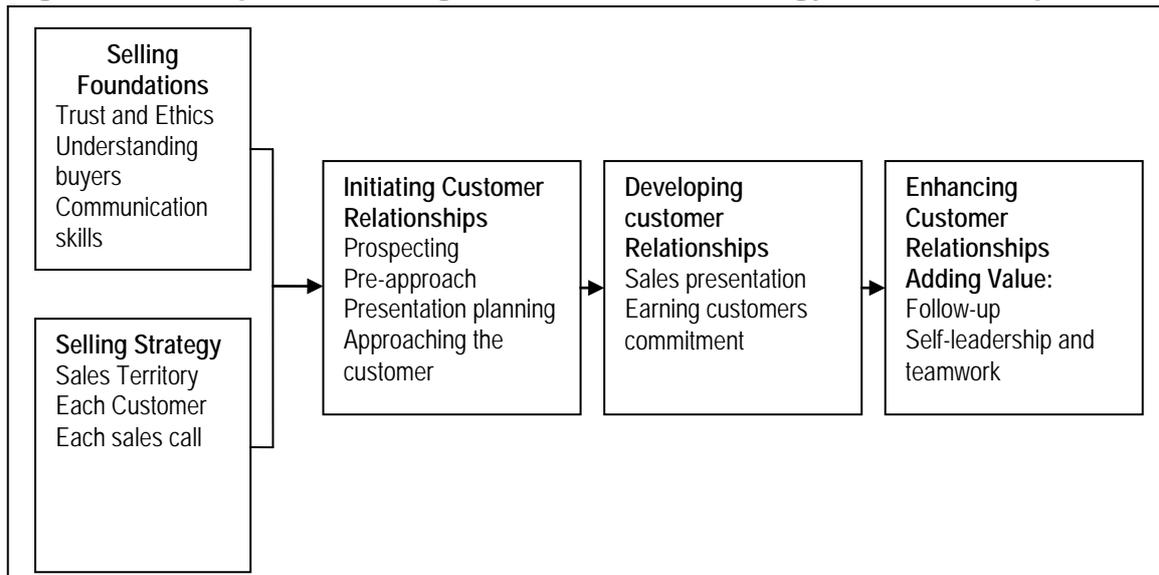 Selling
Foundations
Trust and Ethics
Understanding
buyers
Communication
skills
Selling Strategy
Sales Territory
Each Customer
Each sales call
Initiating Customer
Relationships
Prospecting
Pre-approach
Presentation planning
Approaching the
customer
Developing
customer
Relationships
Sales presentation
Earning customers
commitment
Enhancing
Customer
Relationships
Adding Value:
Follow-up
Self-leadership and
teamwork